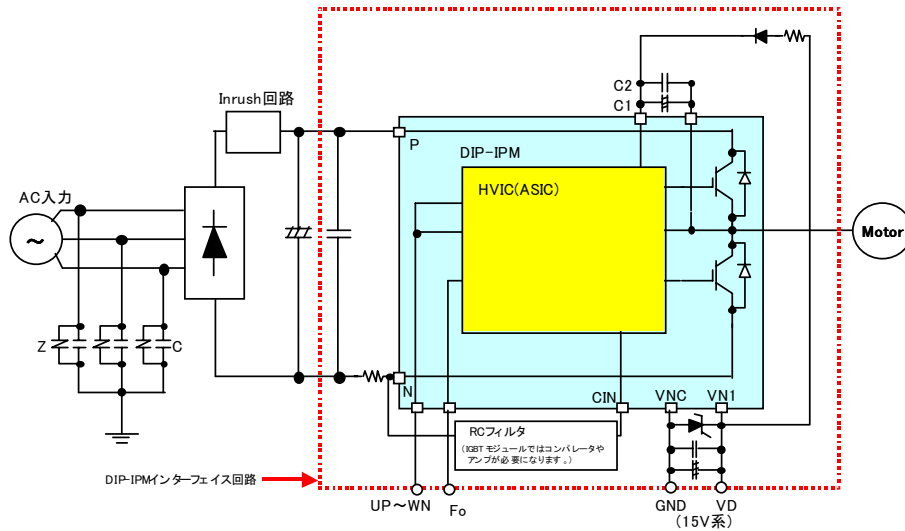 C2
C1
Inrush回路
P
DIP-IPM
HVIC(ASIC)
AC入力
~
Motor
Z
C
N
CIN
VNC
VN1
RCフィルタ
(IGBTモジュールではコンパレータや
アンプが必要になります。)
DIP-IPMインターフェイス回路
UP～WN
Fo
GND
VD
(15V系)